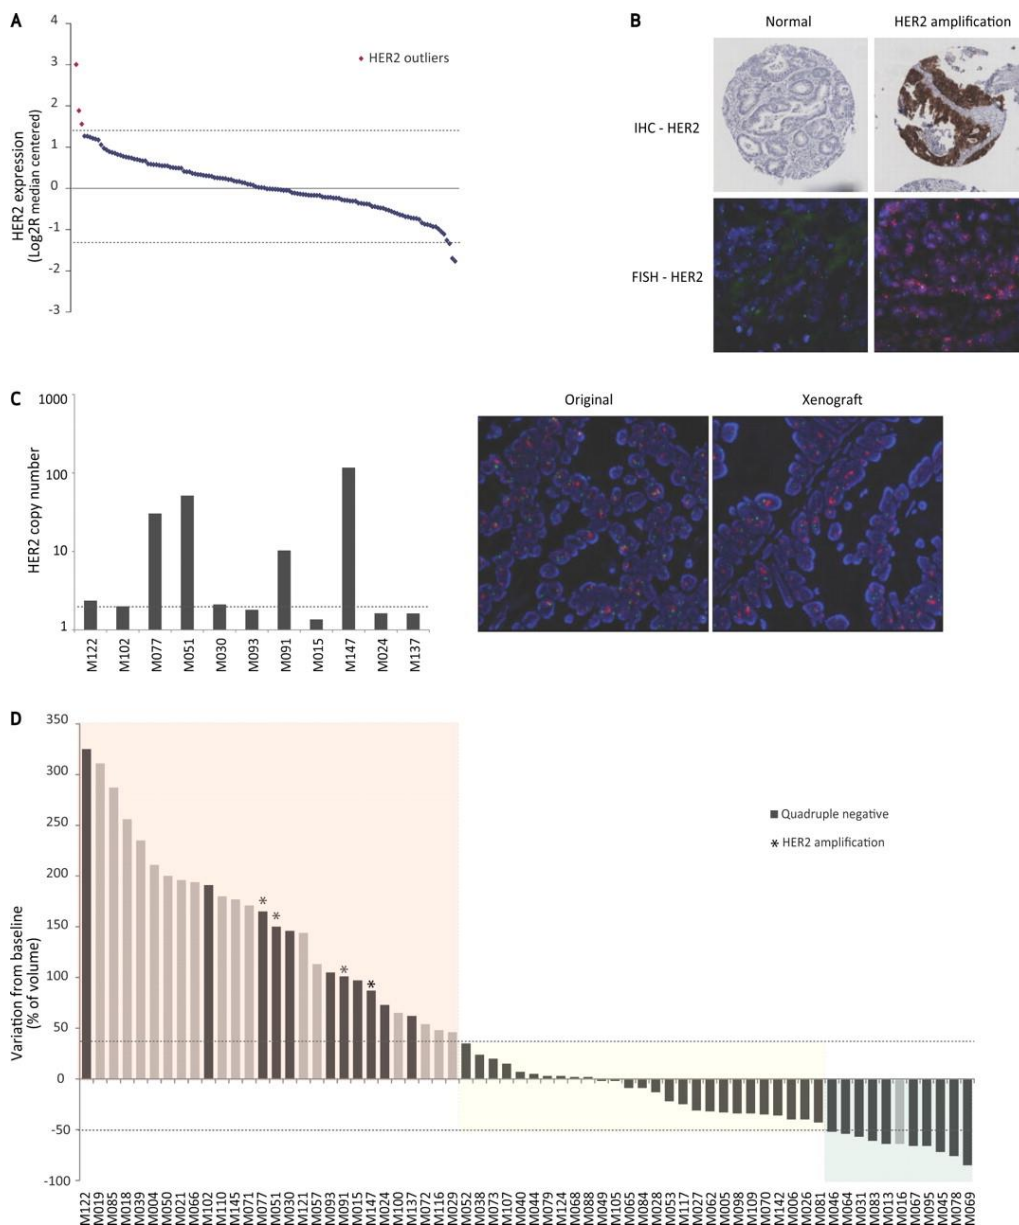 A
HER2 expression
(Log2R median centered)
4
3
2
1
0
-1
-2
-3
HER2 outliers
B
Normal
HER2 amplification
IHC - HER2
FISH - HER2
C
HER2 copy number
1000
100
10
1
M122
M102
M077
M051
M030
M093
M091
M015
M147
M024
M137
Original
Xenograft
D
Variation from baseline
(% of volume)
350
300
250
200
150
100
50
0
-50
-100
Quadruple negative
* HER2 amplification
*
*
*
*
M122
M019
M085
M018
M039
M004
M050
M021
M066
M102
M110
M145
M071
M077
M051
M030
M121
M057
M093
M091
M015
M147
M024
M100
M137
M072
M116
M029
M052
M038
M073
M107
M040
M044
M079
M124
M068
M088
M049
M105
M065
M084
M028
M053
M117
M027
M062
M005
M098
M109
M070
M142
M006
M026
M081
M046
M064
M031
M083
M013
M016
M067
M095
M045
M078
M069